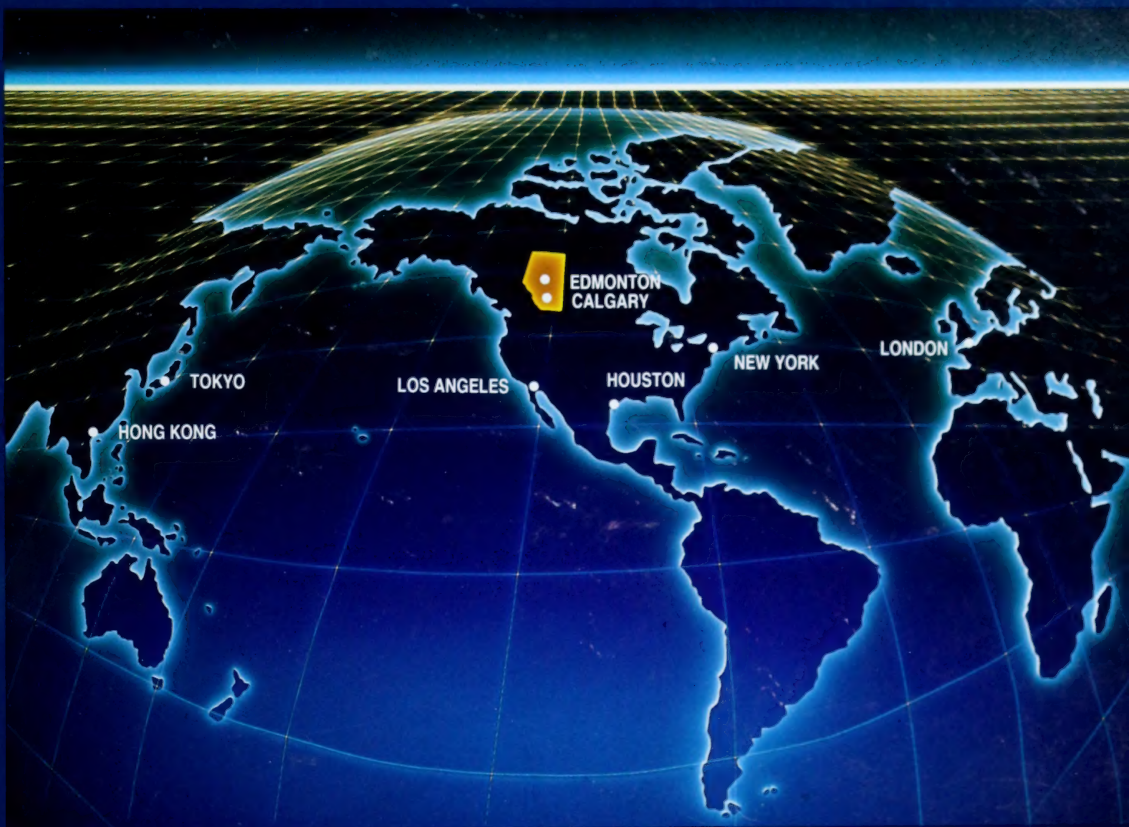 EDMONTON
CALGARY
LONDON
NEW YORK
TOKYO
LOS ANGELES
HOUSTON
HONG KONG